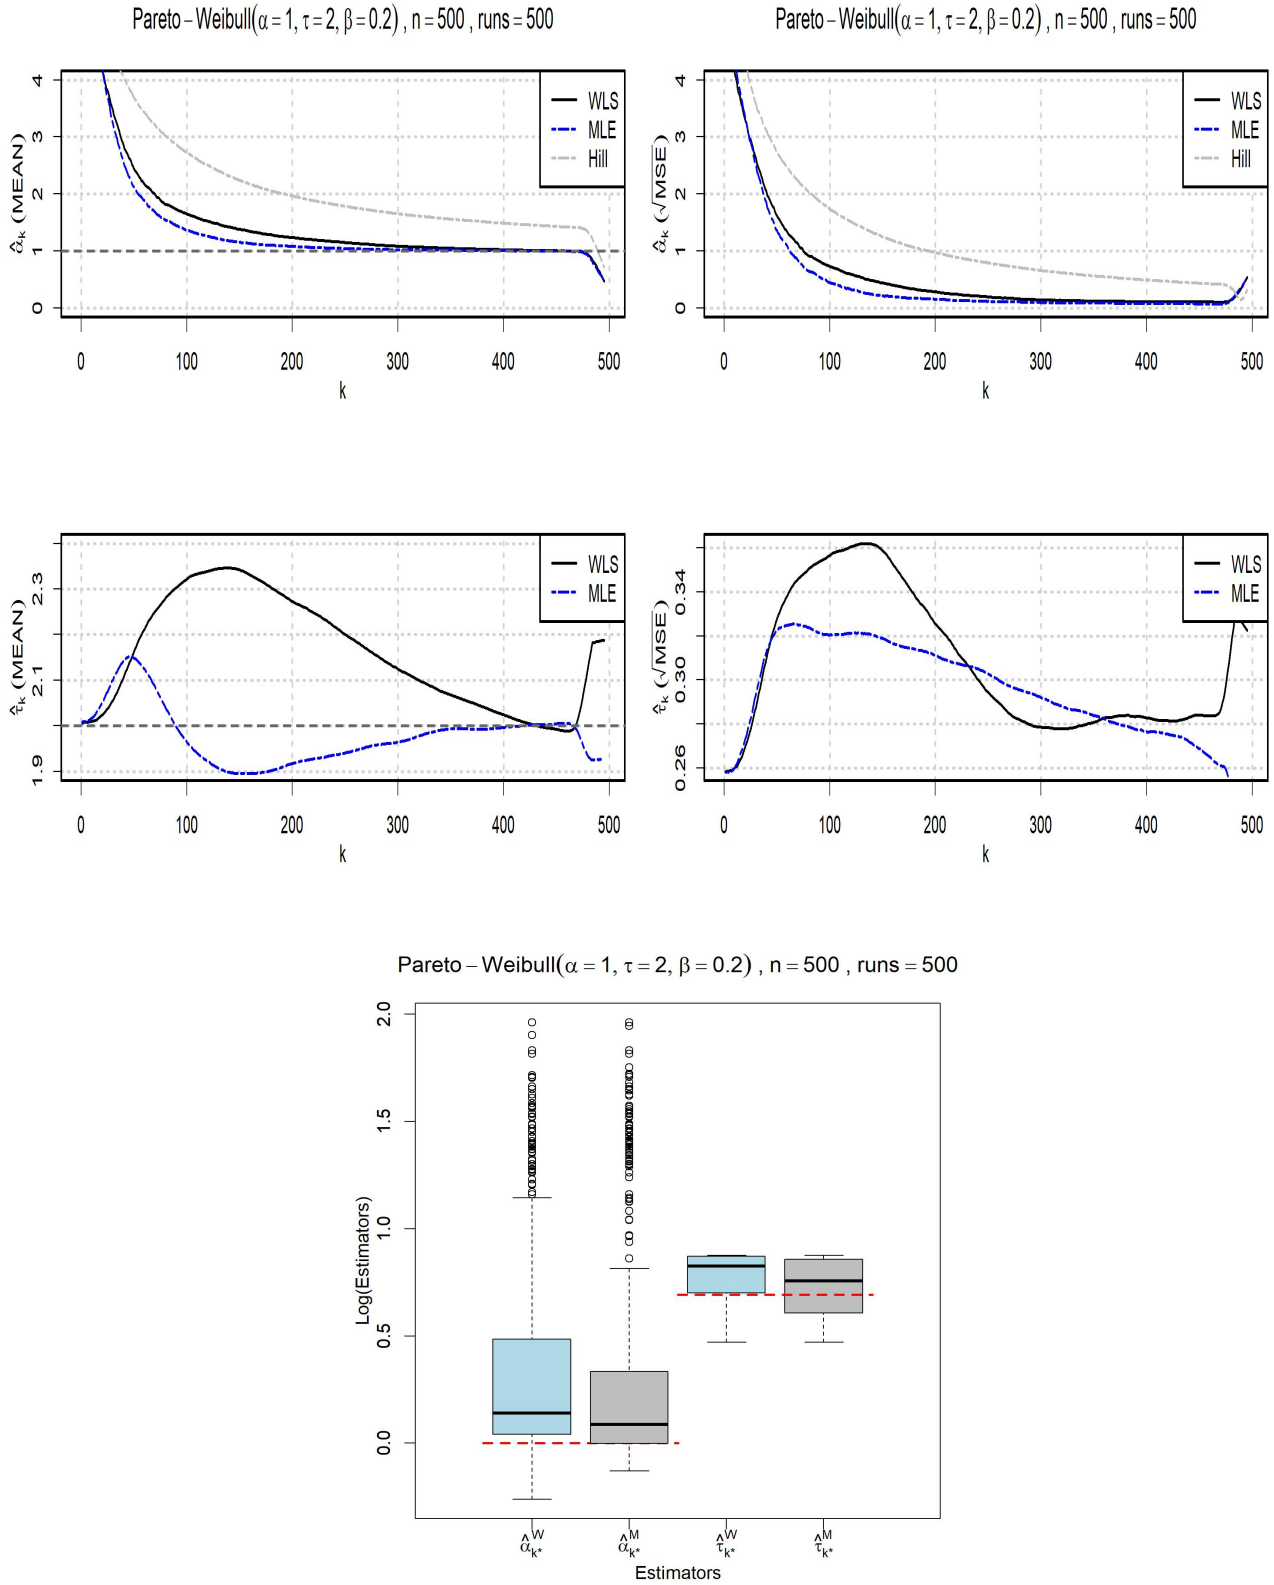 Pareto – Weibull(α = 1, τ = 2, β = 0.2) , n = 500 , runs = 500
α̂ₖ (MEAN)
4
3
2
1
0
WLS
MLE
Hill
0 100 200 300 400 500
k
Pareto – Weibull(α = 1, τ = 2, β = 0.2) , n = 500 , runs = 500
α̂ₖ (√MSE)
4
3
2
1
0
WLS
MLE
Hill
0 100 200 300 400 500
k
τ̂ₖ (MEAN)
2.3
2.1
1.9
WLS
MLE
0 100 200 300 400 500
k
τ̂ₖ (√MSE)
0.34
0.30
0.26
WLS
MLE
0 100 200 300 400 500
k
Pareto – Weibull(α = 1, τ = 2, β = 0.2) , n = 500 , runs = 500
Log(Estimators)
2.0
1.5
1.0
0.5
0.0
α̂ᵂₖ* α̂ᴹₖ* τ̂ᵂₖ* τ̂ᴹₖ*
Estimators